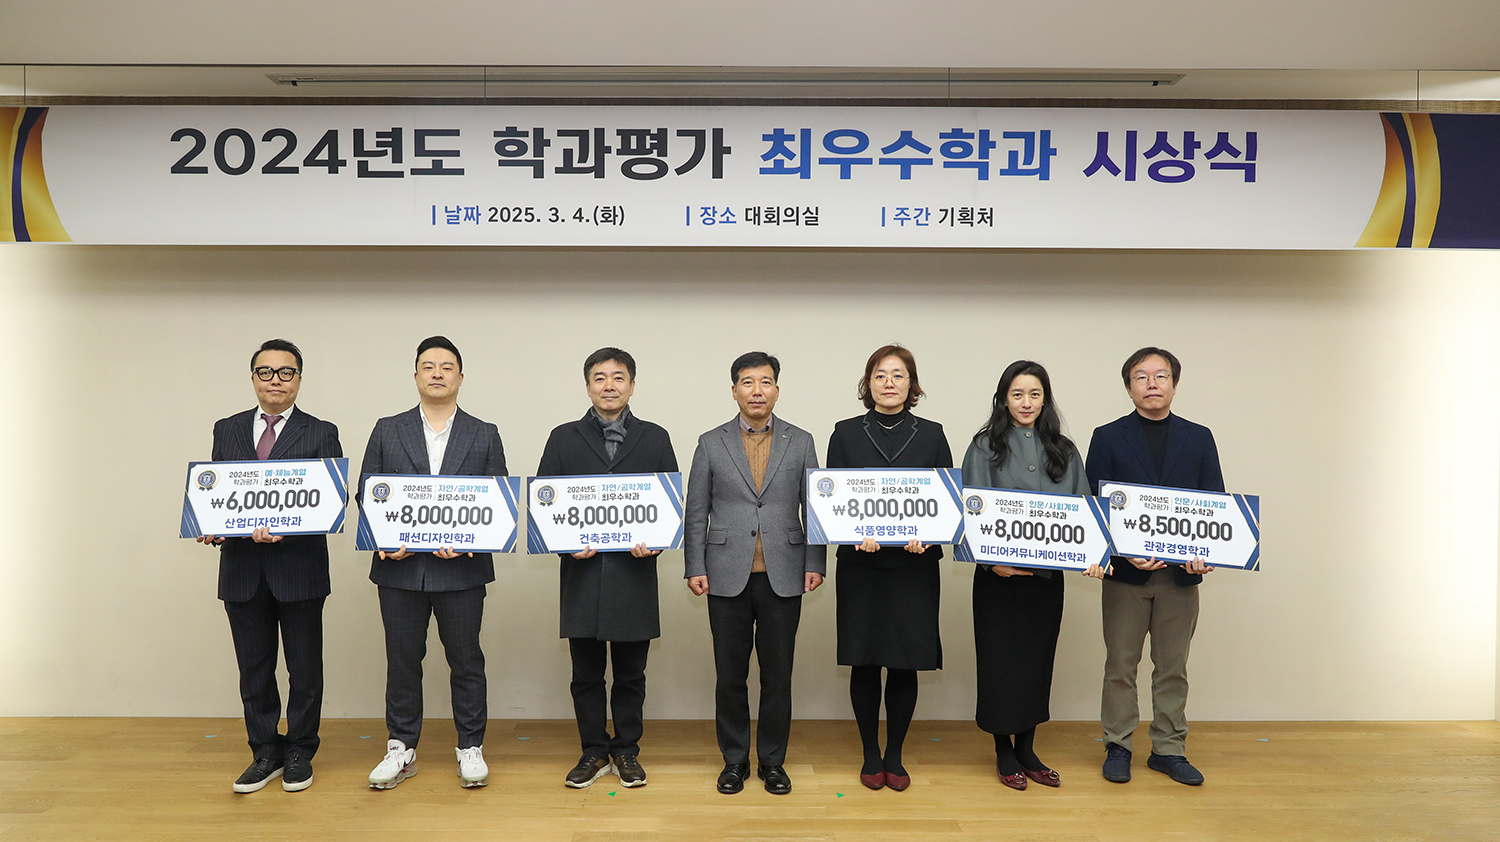 2024년도 학과평가 최우수학과 시상식
날짜 2025. 3. 4.(화) 장소 대회의실 주간 기획처
2024년도 예·체능계열
학과평가 최우수학과
₩6,000,000
산업디자인학과
2024년도 자연/공학계열
학과평가 최우수학과
₩8,000,000
패션디자인학과
2024년도 자연/공학계열
학과평가 최우수학과
₩8,000,000
건축공학과
2024년도 자연/공학계열
학과평가 최우수학과
₩8,000,000
식품영양학과
2024년도 인문/사회계열
학과평가 최우수학과
₩8,000,000
미디어커뮤니케이션학과
2024년도 인문/사회계열
학과평가 최우수학과
₩8,500,000
관광경영학과